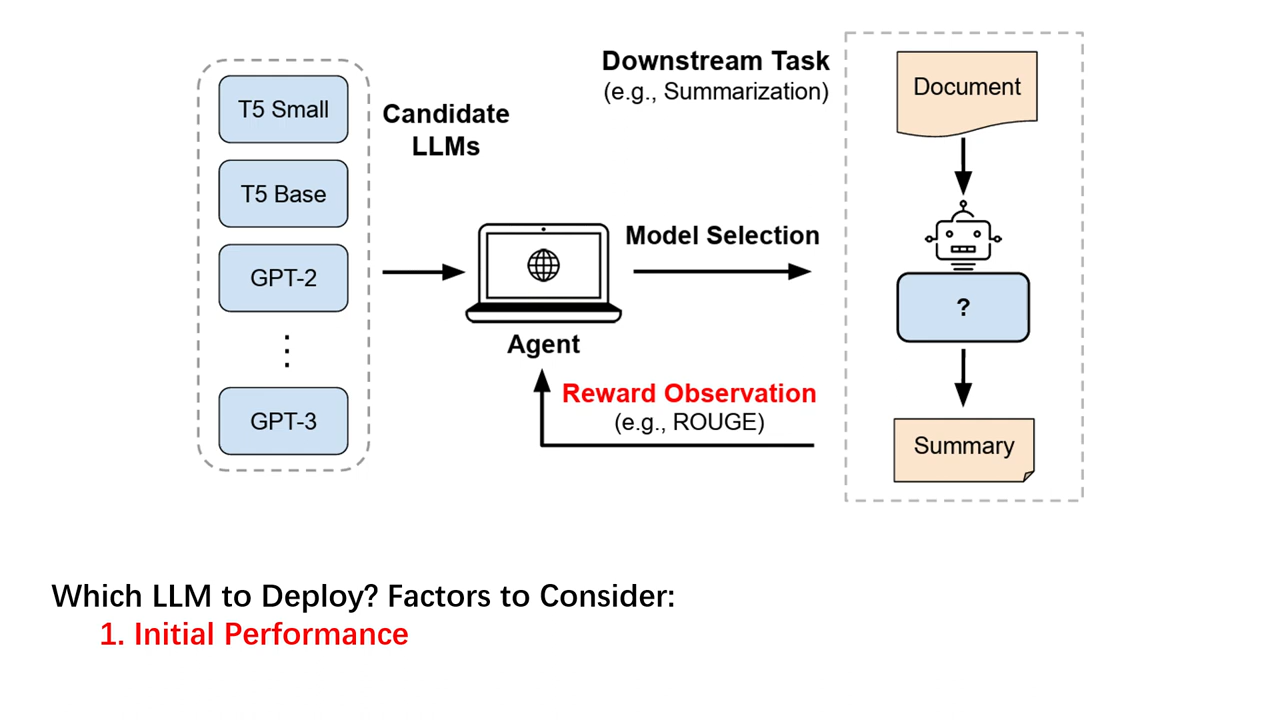 T5 Small
T5 Base
GPT-2
GPT-3
Candidate
LLMs
Agent
Model Selection
Reward Observation
(e.g., ROUGE)
Downstream Task
(e.g., Summarization)
Document
?
Summary
Which LLM to Deploy? Factors to Consider:
1. Initial Performance